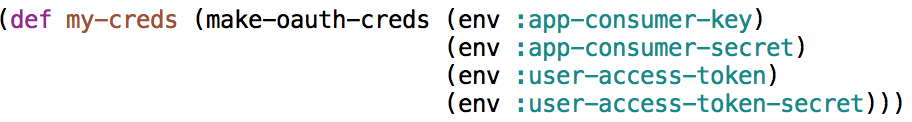 (def my-creds (make-oauth-creds (env :app-consumer-key)
                                (env :app-consumer-secret)
                                (env :user-access-token)
                                (env :user-access-token-secret)))